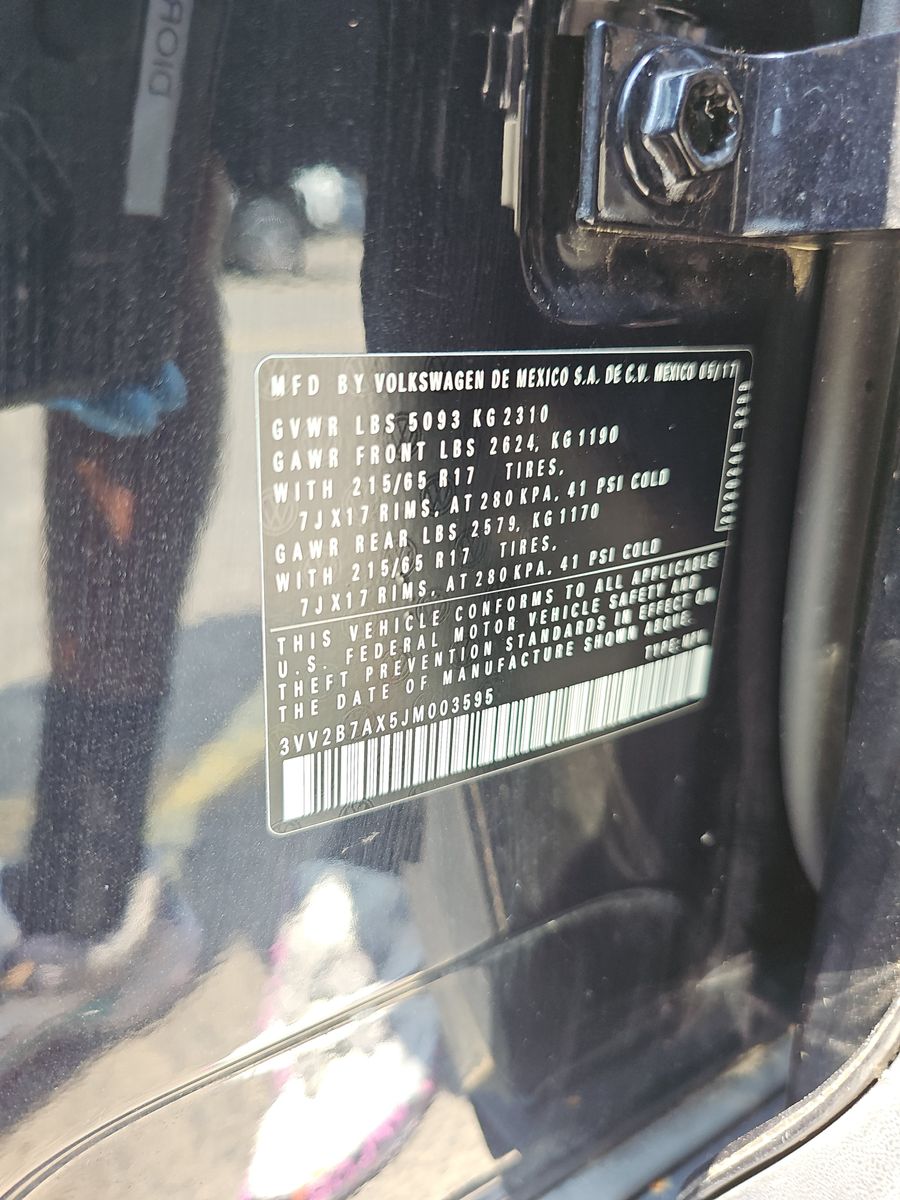 MFD BY VOLKSWAGEN DE MEXICO S.A. DE C.V. MEXICO 05/17
GVWR LBS 5093 KG 2310
GAWR FRONT LBS 2624, KG 1190
WITH 215/65 R17 TIRES,
7JX17 RIMS, AT 280 KPA, 41 PSI COLD
GAWR REAR LBS 2579, KG 1170
WITH 215/65 R17 TIRES,
7JX17 RIMS, AT 280 KPA, 41 PSI COLD
THIS VEHICLE CONFORMS TO ALL APPLICABLE
U.S. FEDERAL MOTOR VEHICLE SAFETY AND
THEFT PREVENTION STANDARDS IN EFFECT ON
THE DATE OF MANUFACTURE SHOWN ABOVE.
TYPE: MPV
3VV2B7AX5JM003595